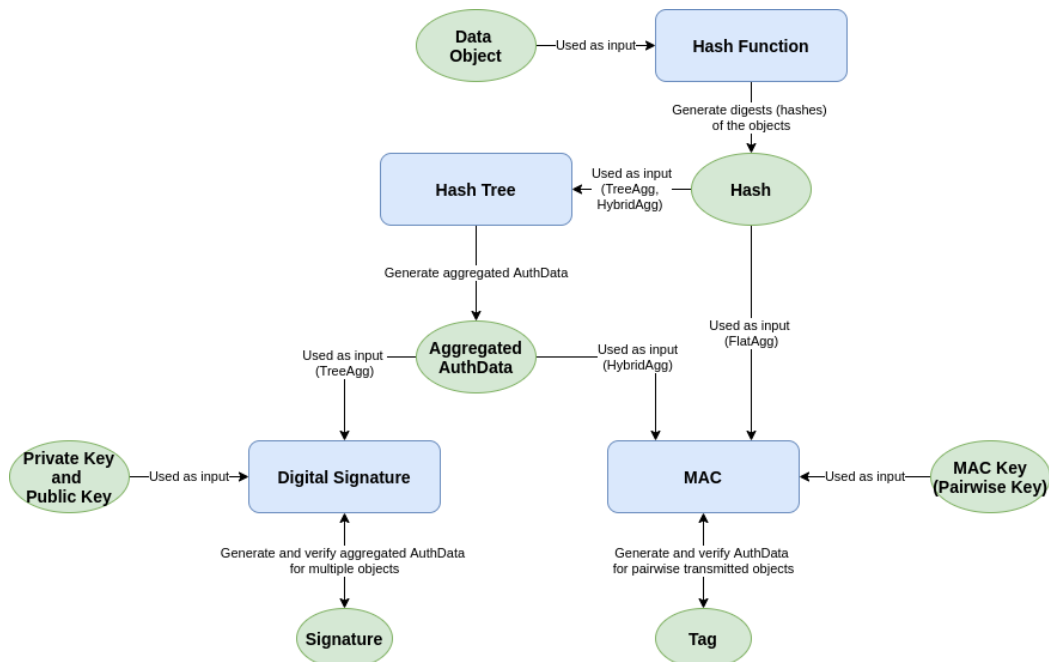 Data
Object
Used as input
Hash Function
Generate digests (hashes)
of the objects
Hash Tree
Used as input
(TreeAgg,
HybridAgg)
Hash
Generate aggregated AuthData
Used as input
(FlatAgg)
Used as input
(TreeAgg)
Aggregated
AuthData
Used as input
(HybridAgg)
Private Key
and
Public Key
Used as input
Digital Signature
MAC
Used as input
MAC Key
(Pairwise Key)
Generate and verify aggregated AuthData
for multiple objects
Generate and verify AuthData
for pairwise transmitted objects
Signature
Tag